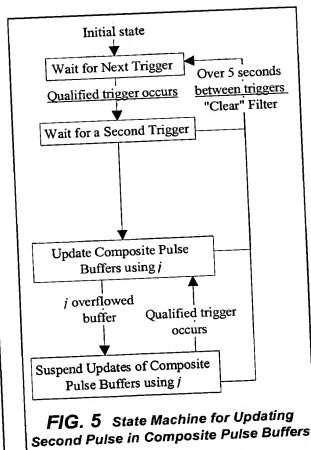 Initial state
Wait for Next Trigger
Qualified trigger occurs
Over 5 seconds
between triggers
"Clear" Filter
Wait for a Second Trigger
Update Composite Pulse
Buffers using j
j overflowed
buffer
Qualified trigger
occurs
Suspend Updates of Composite
Pulse Buffers using j
FIG. 5 State Machine for Updating
Second Pulse in Composite Pulse Buffers